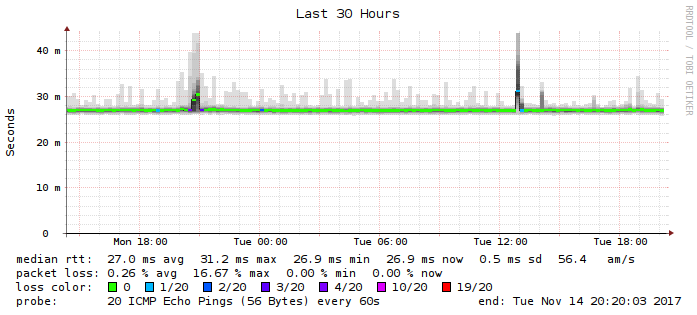 Last 30 Hours
RRDTOOL / TOBI OETIKER
Seconds
40 m
30 m
20 m
10 m
0
Mon 18:00 Tue 00:00 Tue 06:00 Tue 12:00 Tue 18:00
median rtt: 27.0 ms avg 31.2 ms max 26.9 ms min 26.9 ms now 0.5 ms sd 56.4 am/s
packet loss: 0.26 % avg 16.67 % max 0.00 % min 0.00 % now
loss color: 0 1/20 2/20 3/20 4/20 10/20 19/20
probe: 20 ICMP Echo Pings (56 Bytes) every 60s end: Tue Nov 14 20:20:03 2017